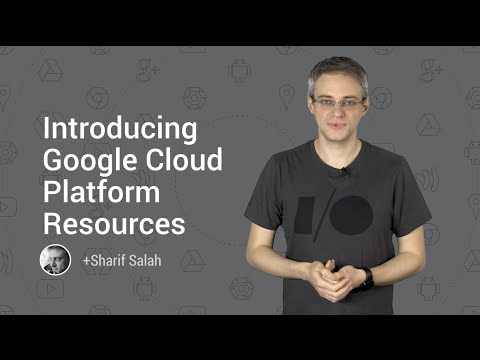 Introducing
Google Cloud
Platform
Resources
+Sharif Salah
I/O